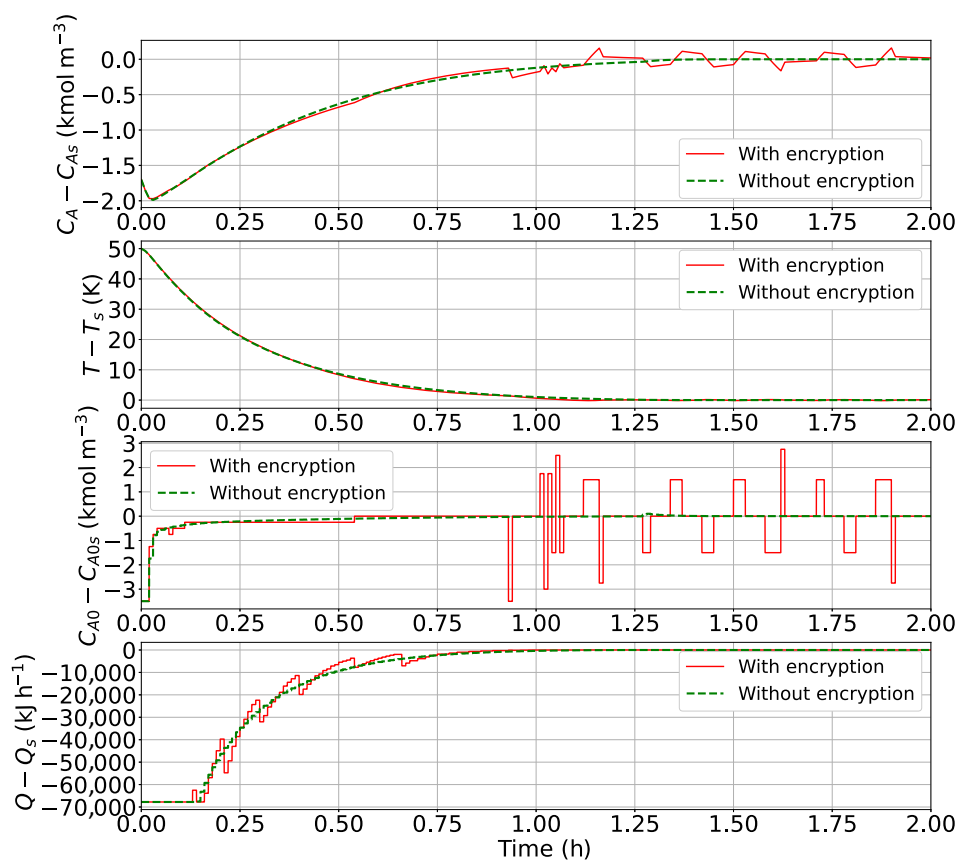 C_A − C_As (kmol m⁻³)
0.0
−0.5
−1.0
−1.5
−2.0
With encryption
Without encryption
0.00 0.25 0.50 0.75 1.00 1.25 1.50 1.75 2.00
T − T_s (K)
50
40
30
20
10
0
With encryption
Without encryption
0.00 0.25 0.50 0.75 1.00 1.25 1.50 1.75 2.00
C_A0 − C_A0s (kmol m⁻³)
3
2
1
0
−1
−2
−3
With encryption
Without encryption
0.00 0.25 0.50 0.75 1.00 1.25 1.50 1.75 2.00
Q − Q_s (kJ h⁻¹)
0
−10,000
−20,000
−30,000
−40,000
−50,000
−60,000
−70,000
With encryption
Without encryption
0.00 0.25 0.50 0.75 1.00 1.25 1.50 1.75 2.00
Time (h)